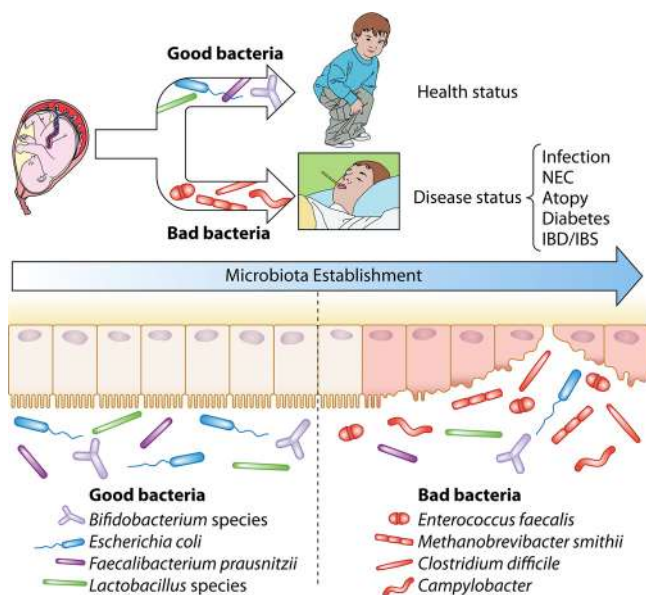 Good bacteria
Health status
Disease status
Infection
NEC
Atopy
Diabetes
IBD/IBS
Bad bacteria
Microbiota Establishment
Good bacteria
Bifidobacterium species
Escherichia coli
Faecalibacterium prausnitzii
Lactobacillus species
Bad bacteria
Enterococcus faecalis
Methanobrevibacter smithii
Clostridium difficile
Campylobacter